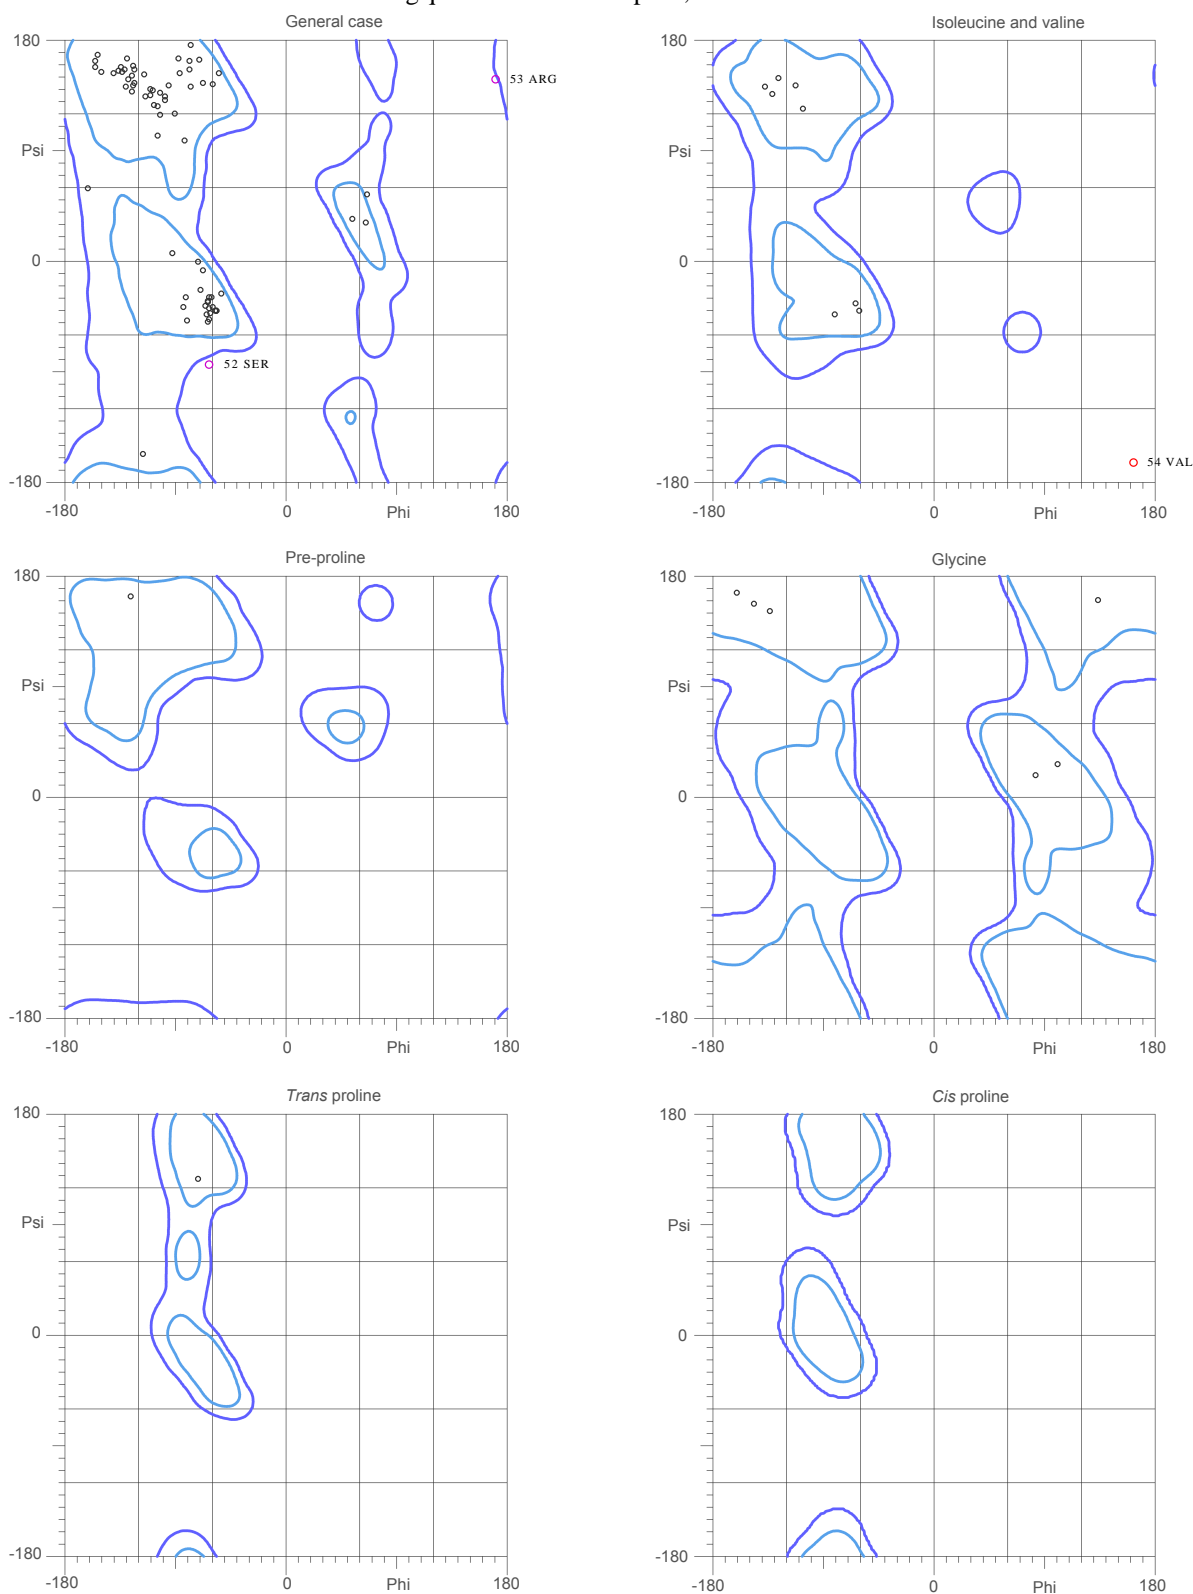 General case
Isoleucine and valine
180
53 ARG
Psi
0
52 SER
-180
-180
0
Phi
180
180
Psi
0
54 VAL
-180
-180
0
Phi
180
Pre-proline
Glycine
180
Psi
0
-180
-180
0
Phi
180
180
Psi
0
-180
-180
0
Phi
180
Trans proline
Cis proline
180
Psi
0
-180
-180
0
Phi
180
180
Psi
0
-180
-180
0
Phi
180